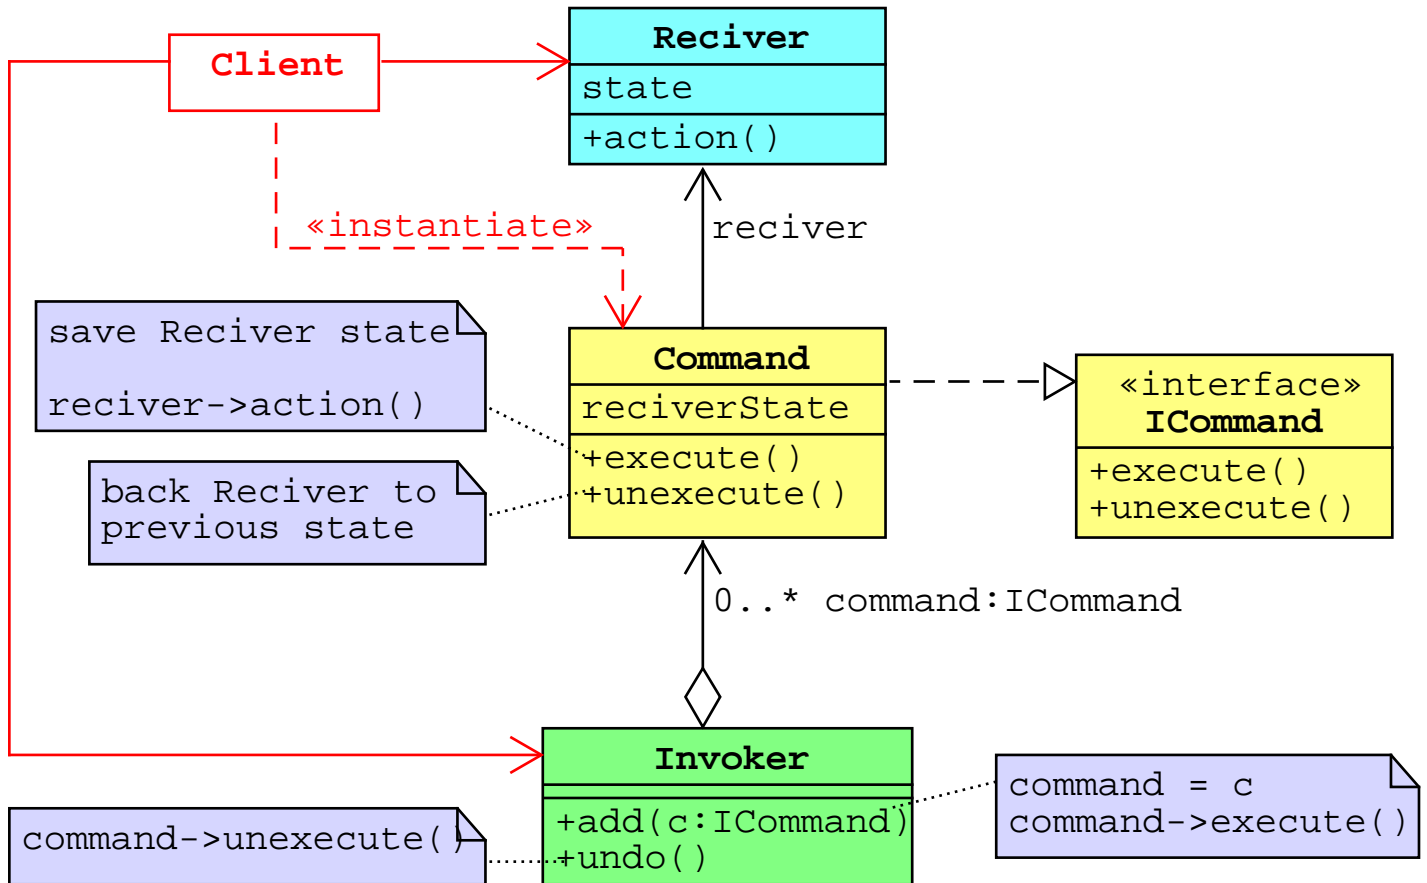 Client
Reciver
state
+action()
«instantiate»
reciver
save Reciver state
reciver->action()
back Reciver to
previous state
Command
reciverState
+execute()
+unexecute()
«interface»
ICommand
+execute()
+unexecute()
0..* command:ICommand
Invoker
+add(c:ICommand)
+undo()
command = c
command->execute()
command->unexecute()